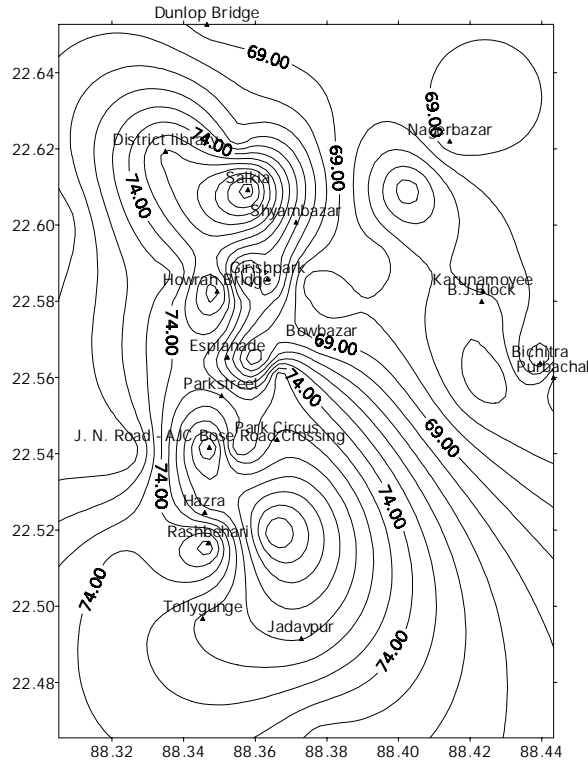 Dunlop Bridge
69.00
22.64
69.00
Nagerbazar
District library
74.00
22.62
69.00
Salkia
74.00
Shyambazar
22.60
Girishpark
Howrah Bridge
Karunamoyee
B.J.Block
22.58
74.00
Bowbazar
69.00
Esplanade
Bichitra
Purbachal
22.56
Parkstreet
74.00
Park Circus
J. N. Road - AJC Bose Road Crossing
69.00
22.54
74.00
Hazra
74.00
22.52
Rashbehari
74.00
22.50
Tollygunge
Jadavpur
74.00
22.48
88.32 88.34 88.36 88.38 88.40 88.42 88.44